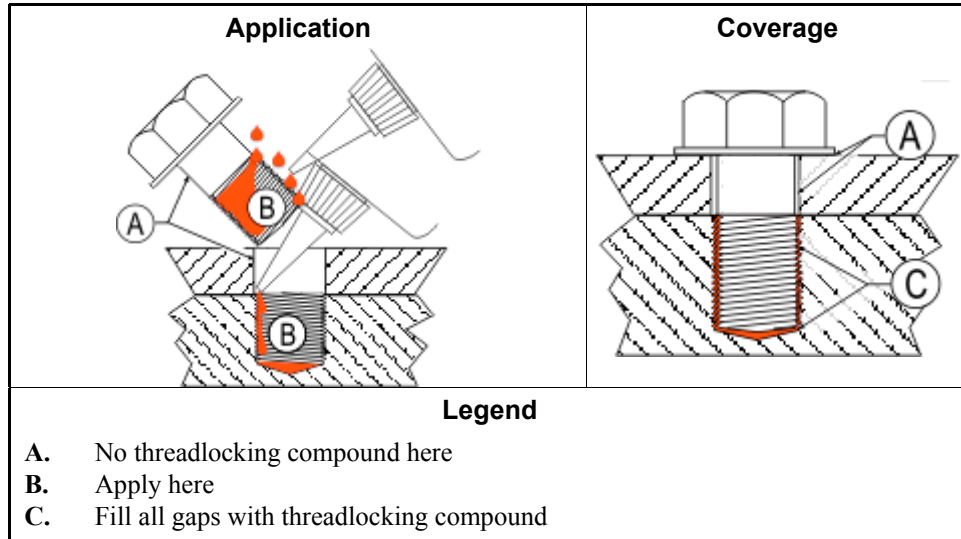 Application
Coverage
A
B
B
A
C
Legend
A. No threadlocking compound here
B. Apply here
C. Fill all gaps with threadlocking compound